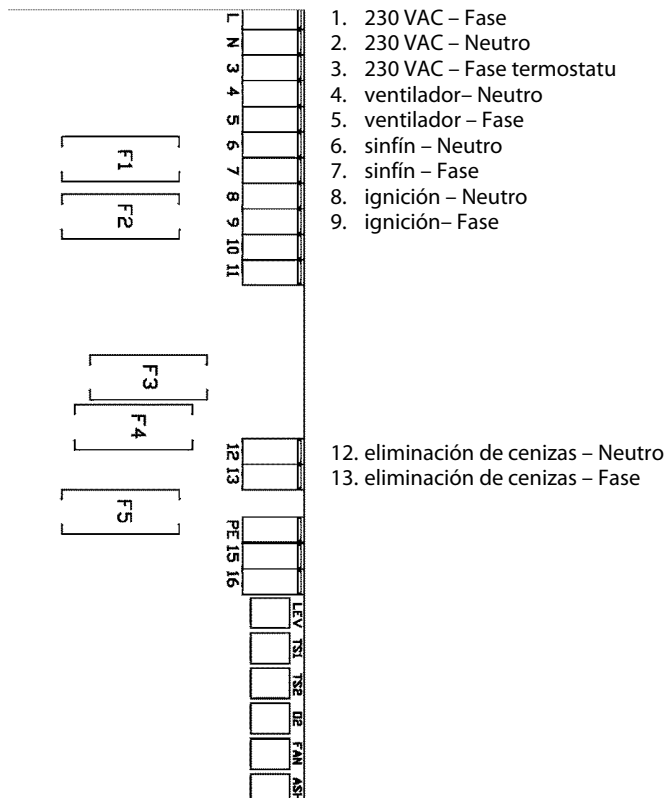 L
N
3
4
5
6
7
8
9
10
11
1. 230 VAC – Fase
2. 230 VAC – Neutro
3. 230 VAC – Fase termostatu
4. ventilador– Neutro
5. ventilador – Fase
6. sinfín – Neutro
7. sinfín – Fase
8. ignición – Neutro
9. ignición– Fase
F1
F2
F3
F4
F5
12
13
12. eliminación de cenizas – Neutro
13. eliminación de cenizas – Fase
PE
15
16
LEV
TS1
TS2
O2
FAN